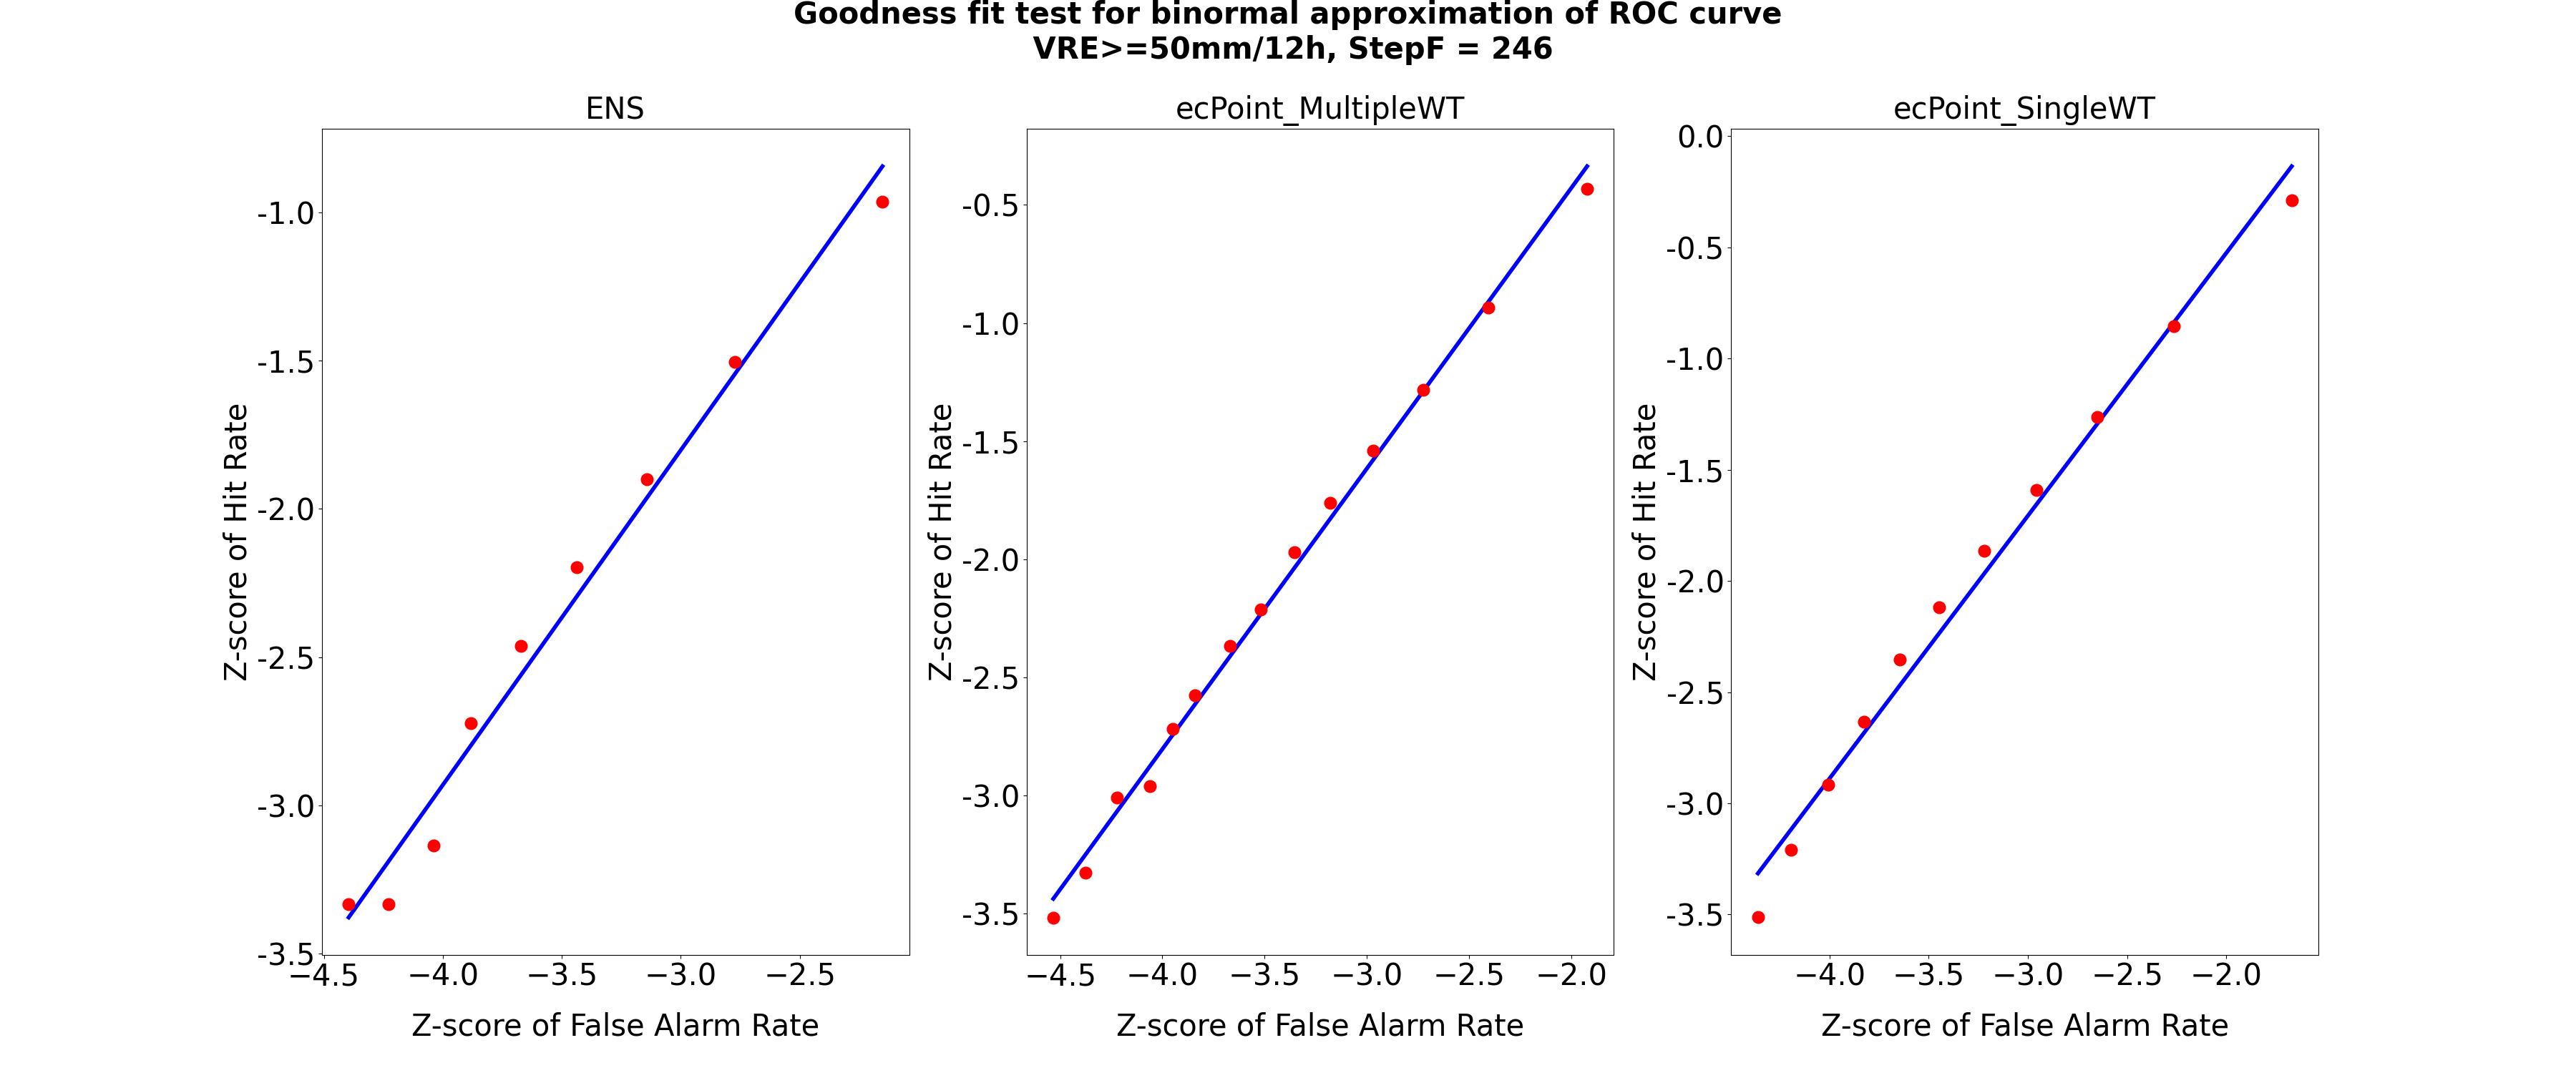 Goodness fit test for binormal approximation of ROC curve
VRE>=50mm/12h, StepF = 246
ENS
-1.0
-1.5
-2.0
-2.5
-3.0
-3.5
Z-score of Hit Rate
−4.5 −4.0 −3.5 −3.0 −2.5
Z-score of False Alarm Rate
ecPoint_MultipleWT
-0.5
-1.0
-1.5
-2.0
-2.5
-3.0
-3.5
Z-score of Hit Rate
−4.5 −4.0 −3.5 −3.0 −2.5 −2.0
Z-score of False Alarm Rate
ecPoint_SingleWT
0.0
-0.5
-1.0
-1.5
-2.0
-2.5
-3.0
-3.5
Z-score of Hit Rate
−4.0 −3.5 −3.0 −2.5 −2.0
Z-score of False Alarm Rate